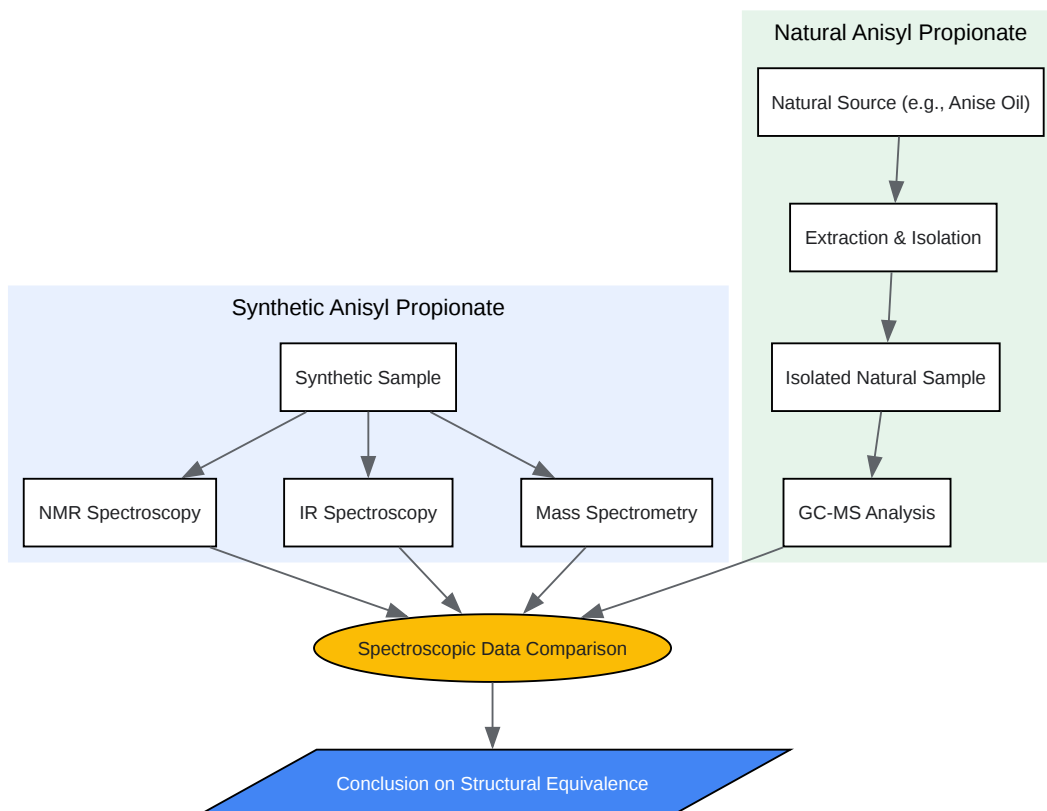 Natural Anisyl Propionate
Natural Source (e.g., Anise Oil)
Extraction & Isolation
Synthetic Anisyl Propionate
Synthetic Sample
Isolated Natural Sample
NMR Spectroscopy
IR Spectroscopy
Mass Spectrometry
GC-MS Analysis
Spectroscopic Data Comparison
Conclusion on Structural Equivalence